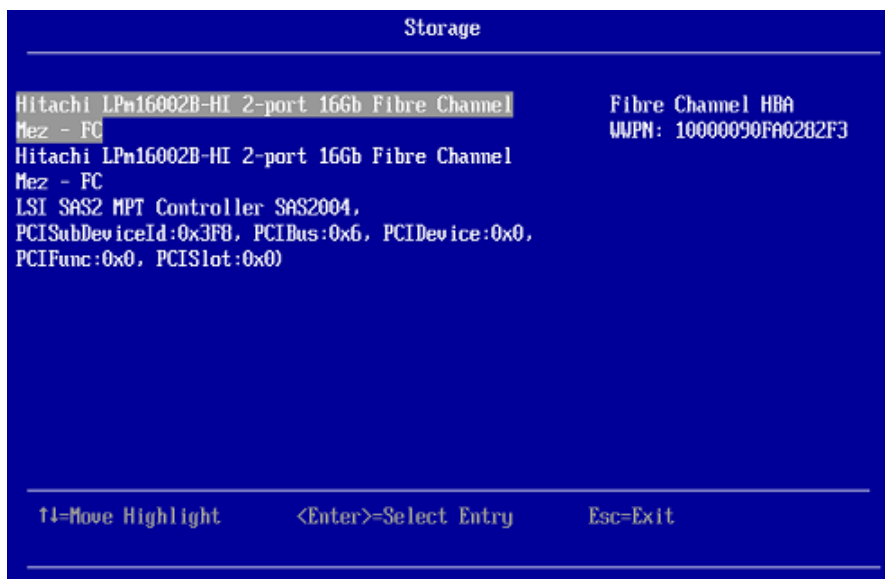 Storage
Hitachi LPm16002B-HI 2-port 16Gb Fibre Channel
Mez - FC
Fibre Channel HBA
WWPN: 10000090FA0282F3
Hitachi LPm16002B-HI 2-port 16Gb Fibre Channel
Mez - FC
LSI SAS2 MPT Controller SAS2004,
PCISubDeviceId:0x3F8, PCIBus:0x6, PCIDevice:0x0,
PCIFunc:0x0, PCISlot:0x0)
↑↓=Move Highlight <Enter>=Select Entry Esc=Exit